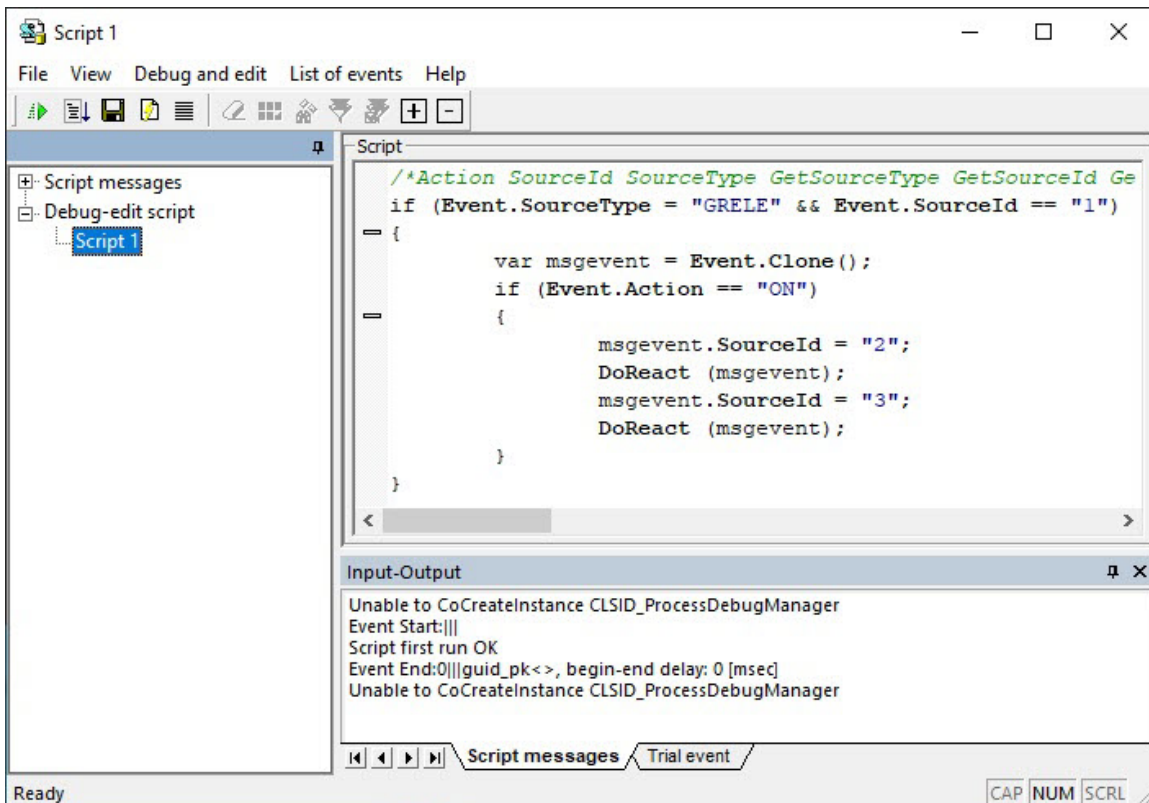 Script 1
File View Debug and edit List of events Help
Script
Script messages
Debug-edit script
Script 1
/*Action SourceId SourceType GetSourceType GetSourceId Ge
if (Event.SourceType = "GRELE" && Event.SourceId == "1")
{
var msgevent = Event.Clone();
if (Event.Action == "ON")
{
msgevent.SourceId = "2";
DoReact (msgevent);
msgevent.SourceId = "3";
DoReact (msgevent);
}
}
Input-Output
Unable to CoCreateInstance CLSID_ProcessDebugManager
Event Start:|||
Script first run OK
Event End:0|||guid_pk<>, begin-end delay: 0 [msec]
Unable to CoCreateInstance CLSID_ProcessDebugManager
Script messages Trial event
Ready CAP NUM SCRL